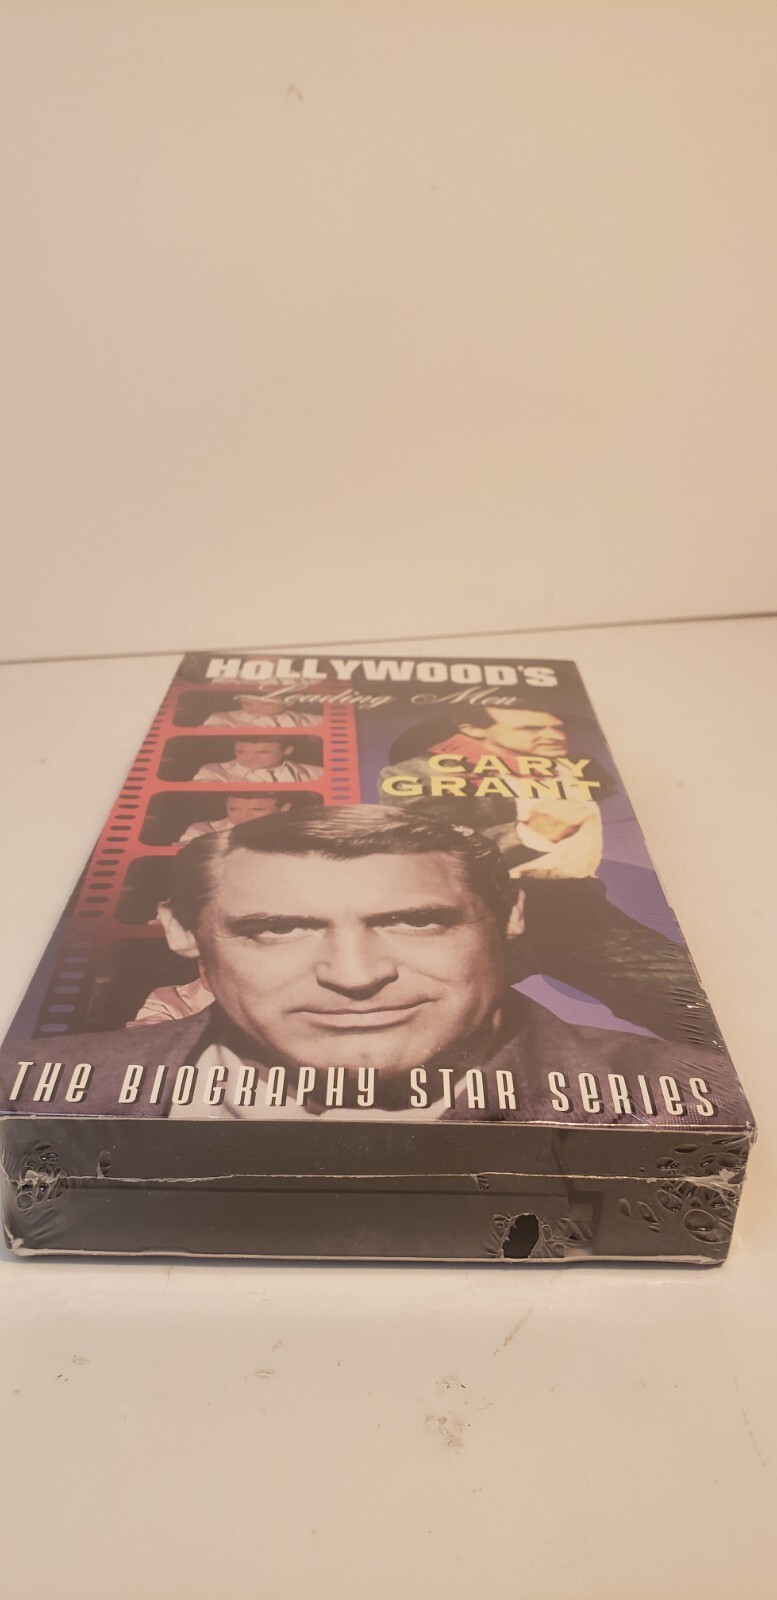 HOLLYWOOD'S
Leading Men
CARY
GRANT
THE BIOGRAPHY STAR SERIES